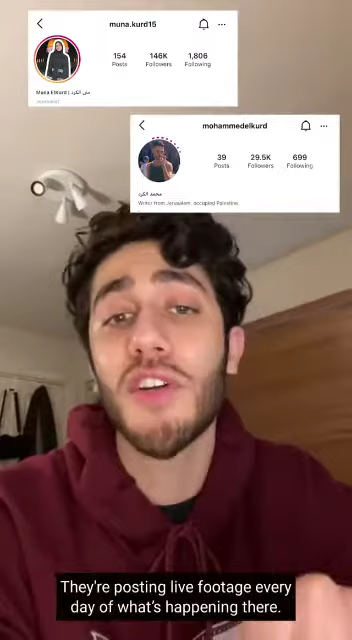 muna.kurd15
154 146K 1,806
Posts Followers Following
Mona ElKurd | منى الكرد
mohammedelkurd
39 29.5K 699
Posts Followers Following
محمد الكرد
Writer from Jerusalem, occupied Palestine
They're posting live footage every
day of what's happening there.